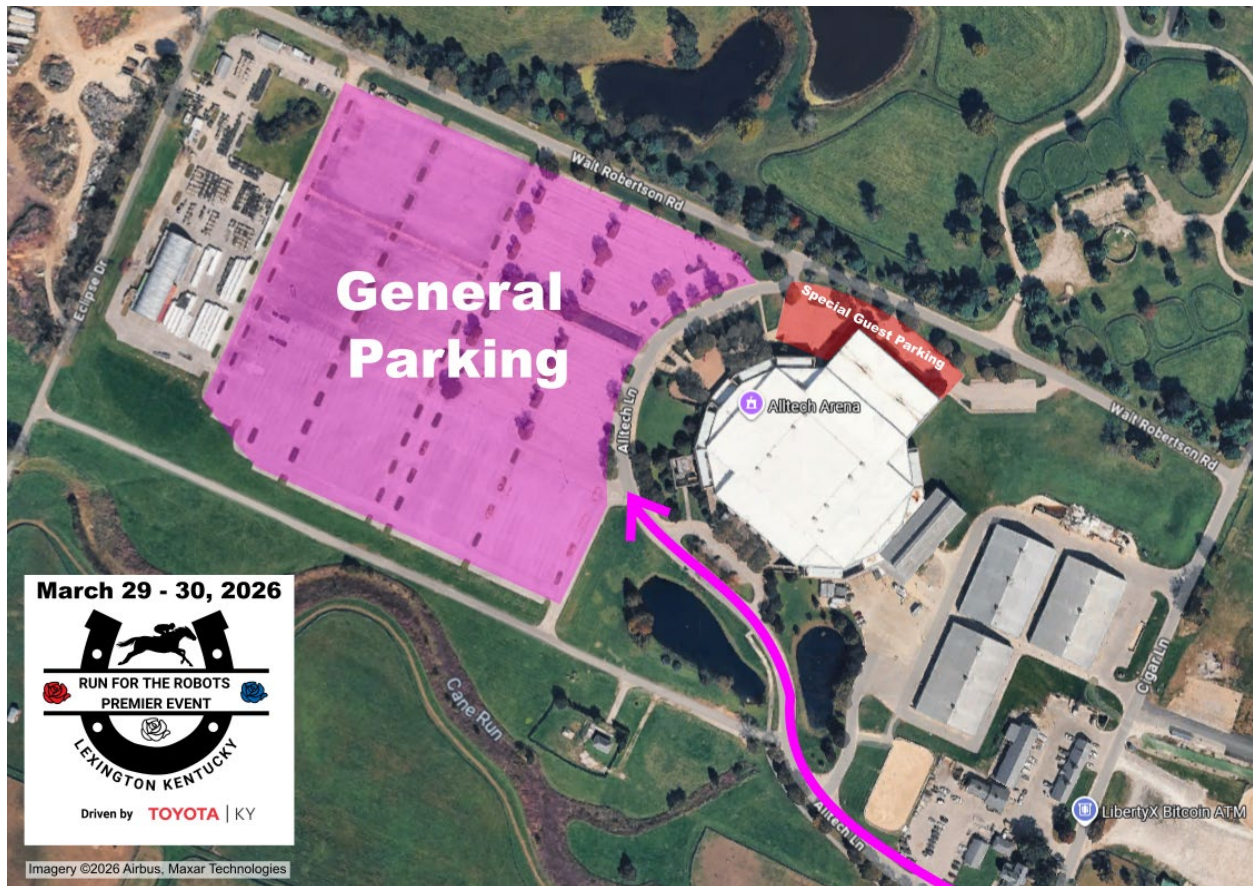 Wait Robertson Rd
Eclipse Dr
General
Parking
Special Guest Parking
Alltech Ln
Alltech Arena
Wait Robertson Rd
Cigar Ln
Cane Run
Alltech Ln
LibertyX Bitcoin ATM
March 29 - 30, 2026
RUN FOR THE ROBOTS
PREMIER EVENT
LEXINGTON KENTUCKY
Driven by TOYOTA | KY
Imagery ©2026 Airbus, Maxar Technologies